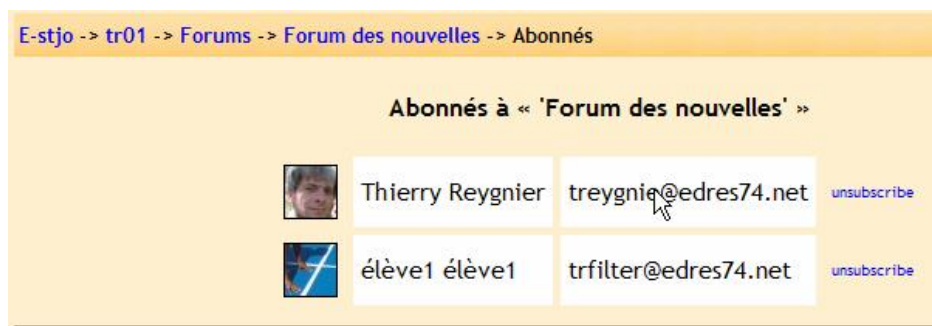 E-stjo -> tr01 -> Forums -> Forum des nouvelles -> Abonnés
Abonnés à « 'Forum des nouvelles' »
Thierry Reygnier treygnie@edres74.net unsubscribe
élève1 élève1 trfilter@edres74.net unsubscribe